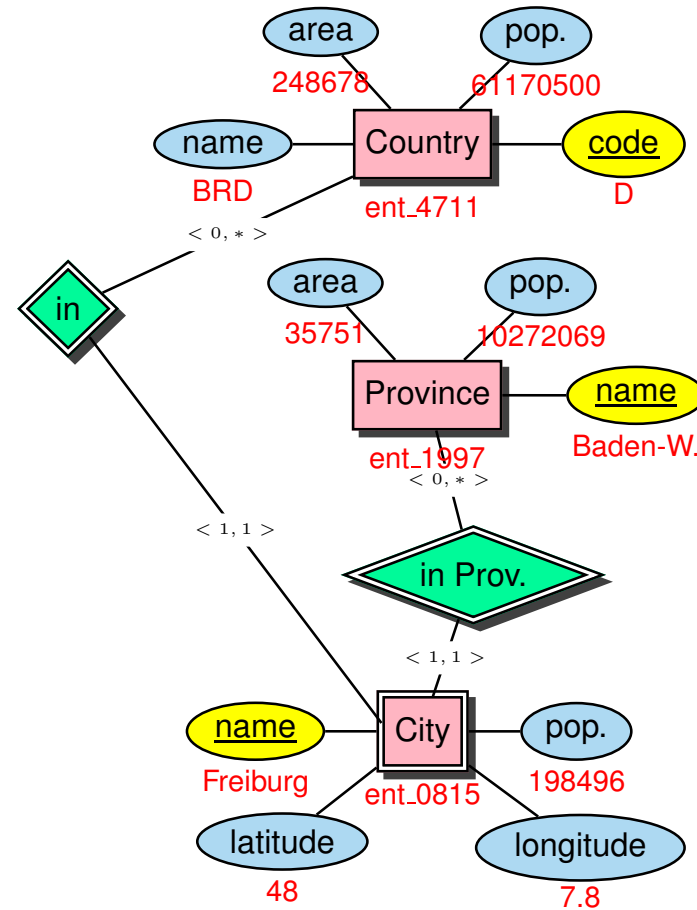 area
pop.
248678
61170500
name
Country
code
BRD
ent_4711
D
< 0, * >
in
area
pop.
35751
10272069
Province
name
ent_1997
Baden-W.
< 0, * >
< 1, 1 >
in Prov.
< 1, 1 >
name
City
pop.
Freiburg
ent_0815
198496
latitude
longitude
48
7.8